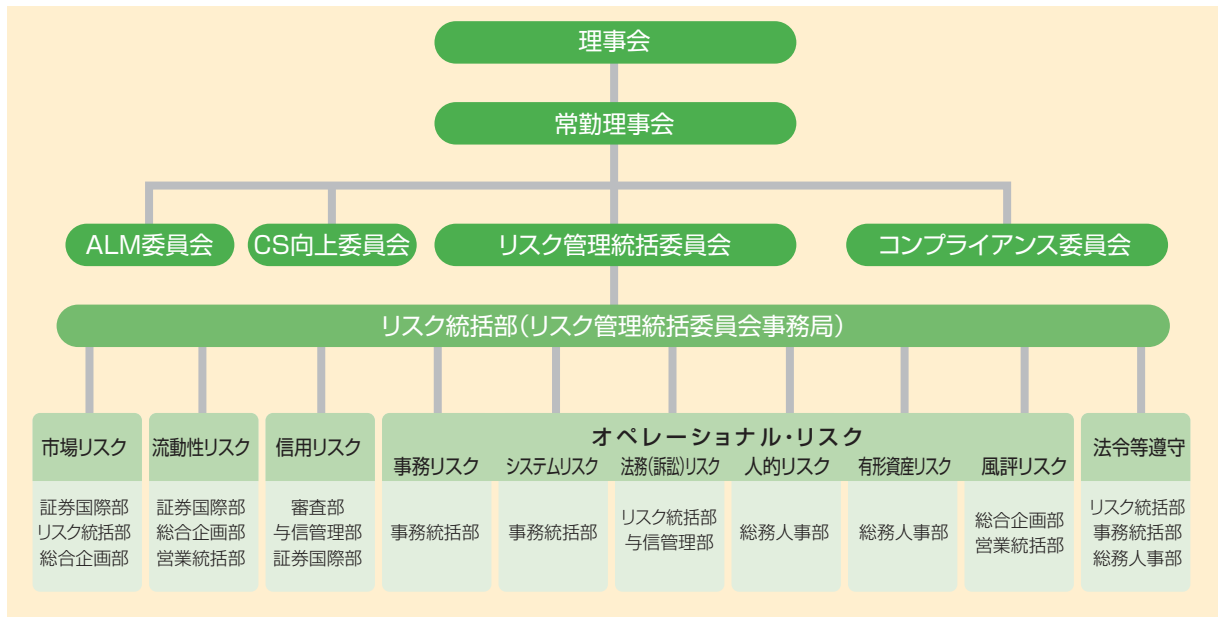 理事会
常勤理事会
ALM委員会
CS向上委員会
リスク管理統括委員会
コンプライアンス委員会
リスク統括部（リスク管理統括委員会事務局）
市場リスク
証券国際部
リスク統括部
総合企画部
流動性リスク
証券国際部
総合企画部
営業統括部
信用リスク
審査部
与信管理部
証券国際部
オペレーショナル・リスク
事務リスク
事務統括部
システムリスク
事務統括部
法務(訴訟)リスク
リスク統括部
与信管理部
人的リスク
総務人事部
有形資産リスク
総務人事部
風評リスク
総合企画部
営業統括部
法令等遵守
リスク統括部
事務統括部
総務人事部